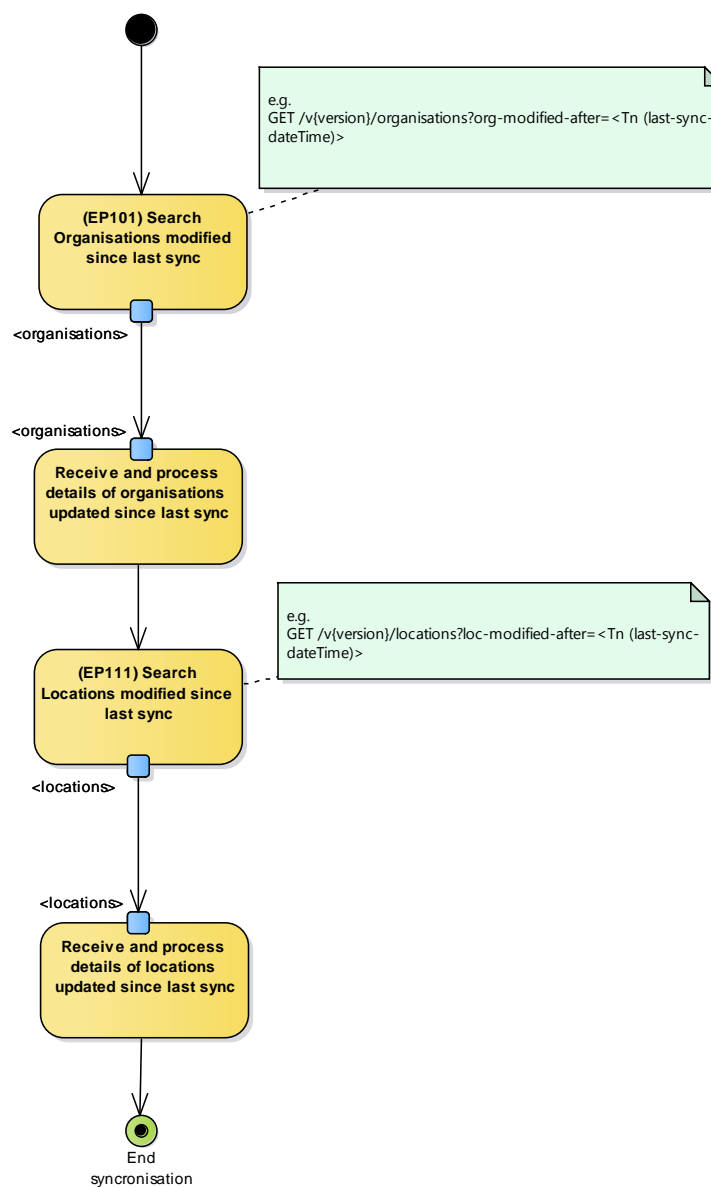 e.g.
GET /v{version}/organisations?org-modified-after=<Tn (last-sync-
dateTime)>
(EP101) Search
Organisations modified
since last sync
<organisations>
<organisations>
Receive and process
details of organisations
updated since last sync
e.g.
GET /v{version}/locations?loc-modified-after=<Tn (last-sync-
dateTime)>
(EP111) Search
Locations modified since
last sync
<locations>
<locations>
Receive and process
details of locations
updated since last sync
End
syncronisation